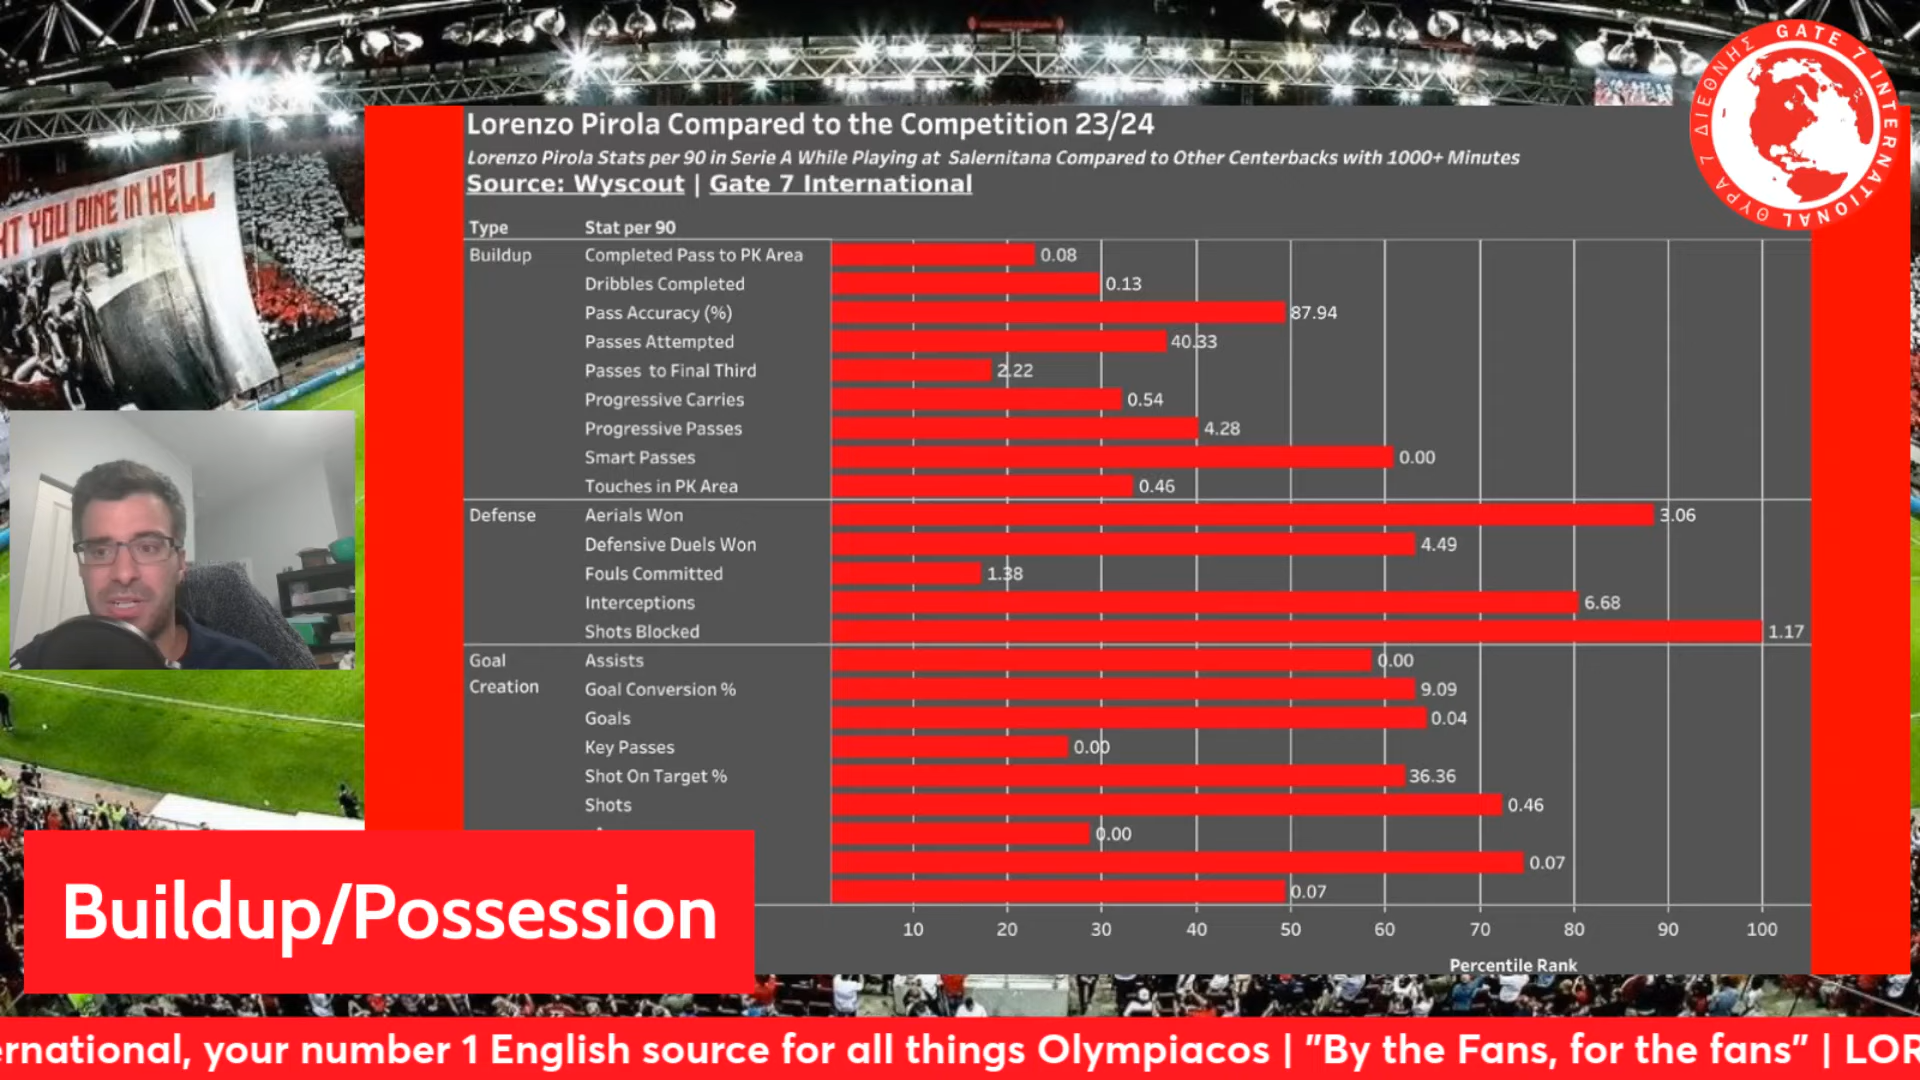 GATE 7 INTERNATIONAL
ΘΥΡΑ 7 ΔΙΕΘΝΗΣ
HT YOU DINE IN HELL
Lorenzo Pirola Compared to the Competition 23/24
Lorenzo Pirola Stats per 90 in Serie A While Playing at Salernitana Compared to Other Centerbacks with 1000+ Minutes
Source: Wyscout | Gate 7 International
Type Stat per 90
Buildup Completed Pass to PK Area 0.08
Dribbles Completed 0.13
Pass Accuracy (%) 87.94
Passes Attempted 40.33
Passes to Final Third 2.22
Progressive Carries 0.54
Progressive Passes 4.28
Smart Passes 0.00
Touches in PK Area 0.46
Defense Aerials Won 3.06
Defensive Duels Won 4.49
Fouls Committed 1.38
Interceptions 6.68
Shots Blocked 1.17
Goal Creation Assists 0.00
Goal Conversion % 9.09
Goals 0.04
Key Passes 0.00
Shot On Target % 36.36
Shots 0.46
0.00
0.07
0.07
10 20 30 40 50 60 70 80 90 100
Percentile Rank
Buildup/Possession
ernational, your number 1 English source for all things Olympiacos | "By the Fans, for the fans" | LOR